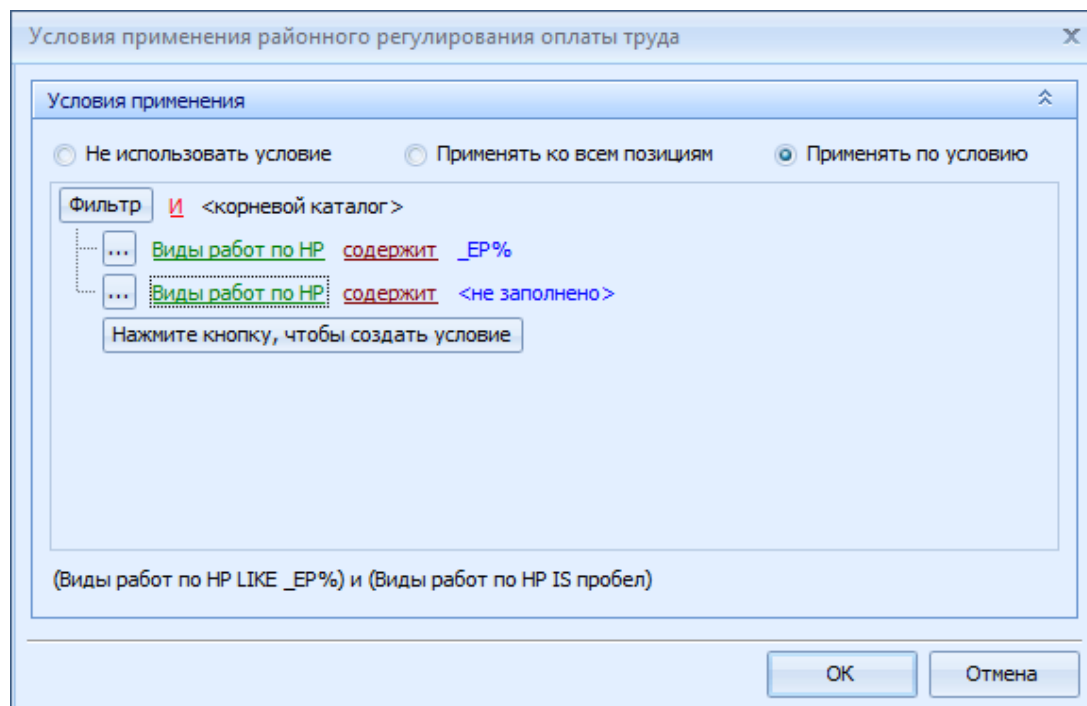 Условия применения районного регулирования оплаты труда
Условия применения
Не использовать условие Применять ко всем позициям Применять по условию
Фильтр И <корневой каталог>
... Виды работ по НР содержит _ЕР%
... Виды работ по НР содержит <не заполнено>
Нажмите кнопку, чтобы создать условие
(Виды работ по НР LIKE _ЕР%) и (Виды работ по НР IS пробел)
ОК Отмена